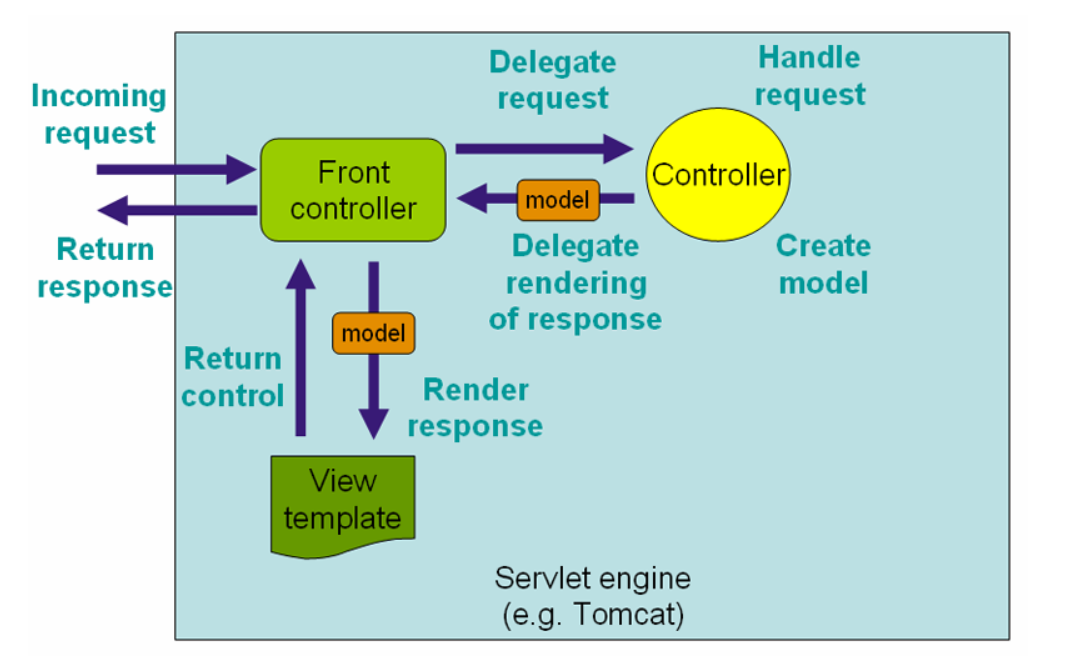 Incoming
request
Return
response
Front
controller
Delegate
request
Handle
request
Controller
model
Delegate
rendering
of response
Create
model
model
Return
control
Render
response
View
template
Servlet engine
(e.g. Tomcat)